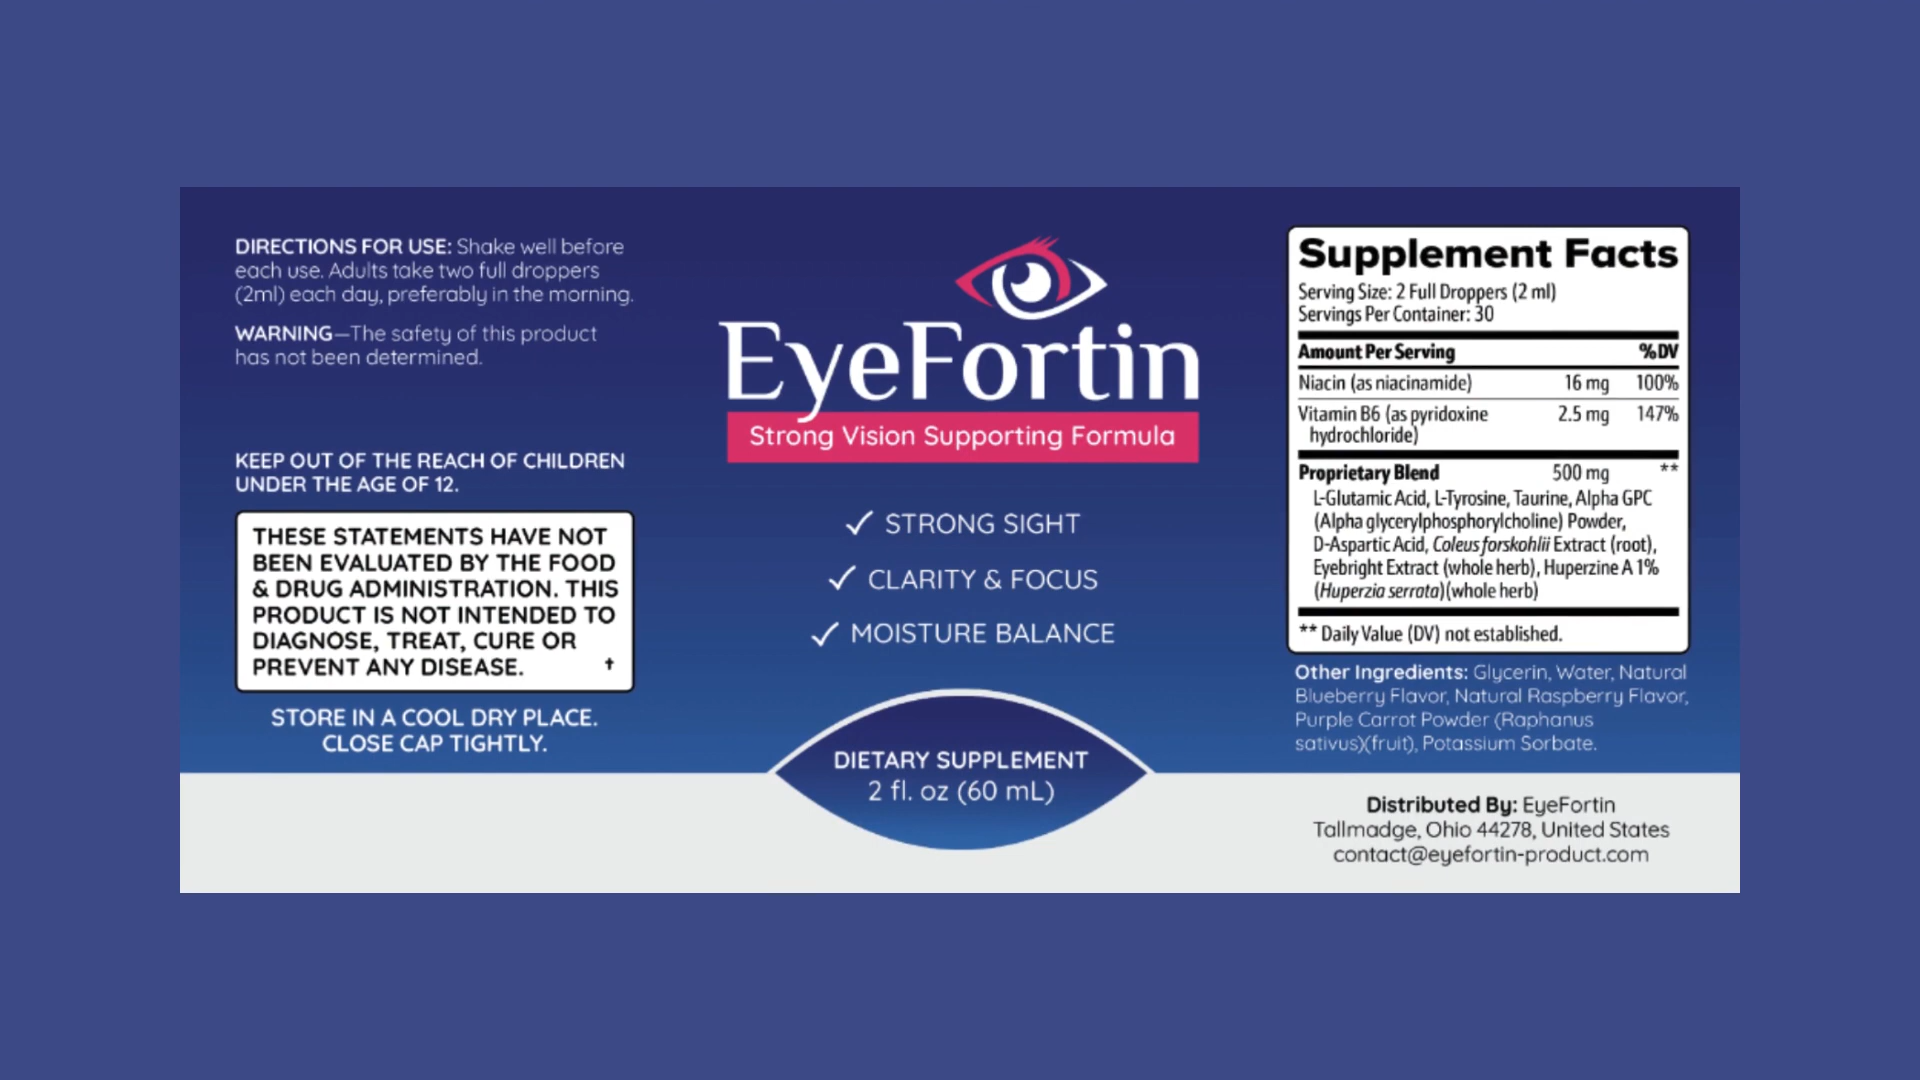 DIRECTIONS FOR USE: Shake well before
each use. Adults take two full droppers
(2ml) each day, preferably in the morning.
WARNING—The safety of this product
has not been determined.
KEEP OUT OF THE REACH OF CHILDREN
UNDER THE AGE OF 12.
THESE STATEMENTS HAVE NOT
BEEN EVALUATED BY THE FOOD
& DRUG ADMINISTRATION. THIS
PRODUCT IS NOT INTENDED TO
DIAGNOSE, TREAT, CURE OR
PREVENT ANY DISEASE. †
STORE IN A COOL DRY PLACE.
CLOSE CAP TIGHTLY.
EyeFortin
Strong Vision Supporting Formula
✓ STRONG SIGHT
✓ CLARITY & FOCUS
✓ MOISTURE BALANCE
DIETARY SUPPLEMENT
2 fl. oz (60 mL)
Supplement Facts
Serving Size: 2 Full Droppers (2 ml)
Servings Per Container: 30
Amount Per Serving %DV
Niacin (as niacinamide) 16 mg 100%
Vitamin B6 (as pyridoxine 2.5 mg 147%
hydrochloride)
Proprietary Blend 500 mg **
L-Glutamic Acid, L-Tyrosine, Taurine, Alpha GPC
(Alpha glycerylphosphorylcholine) Powder,
D-Aspartic Acid, Coleus forskohlii Extract (root),
Eyebright Extract (whole herb), Huperzine A 1%
(Huperzia serrata)(whole herb)
** Daily Value (DV) not established.
Other Ingredients: Glycerin, Water, Natural
Blueberry Flavor, Natural Raspberry Flavor,
Purple Carrot Powder (Raphanus
sativus)(fruit), Potassium Sorbate.
Distributed By: EyeFortin
Tallmadge, Ohio 44278, United States
contact@eyefortin-product.com